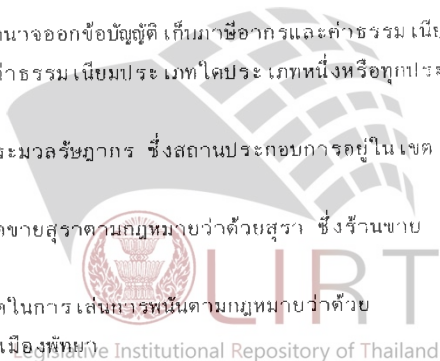 นาจออกข้อบัญญัติ เก็บภาษีอากรและค่าธรรมเนีย
่าธรรมเนียมประเภทใดประเภทหนึ่งหรือทุกประ
ระมวลรัษฎากร ซึ่งสถานประกอบการอยู่ในเขต
ขายสุราตามกฎหมายว่าด้วยสุรา ซึ่งร้านขาย
LIRT
ในการเล่นการพนันตามกฎหมายว่าด้วย
เมืองพัทยา
Legislative Institutional Repository of Thailand